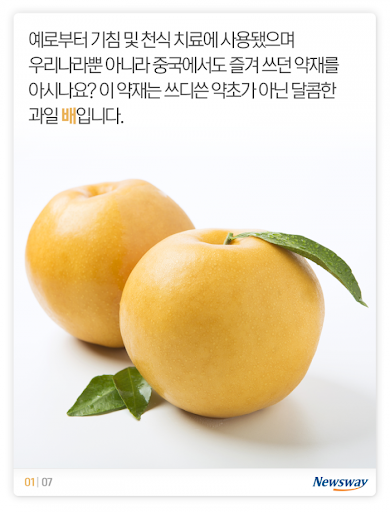 예로부터 기침 및 천식 치료에 사용됐으며
우리나라뿐 아니라 중국에서도 즐겨 쓰던 약재를
아시나요? 이 약재는 쓰디쓴 약초가 아닌 달콤한
과일 배입니다.
01 | 07
Newsway